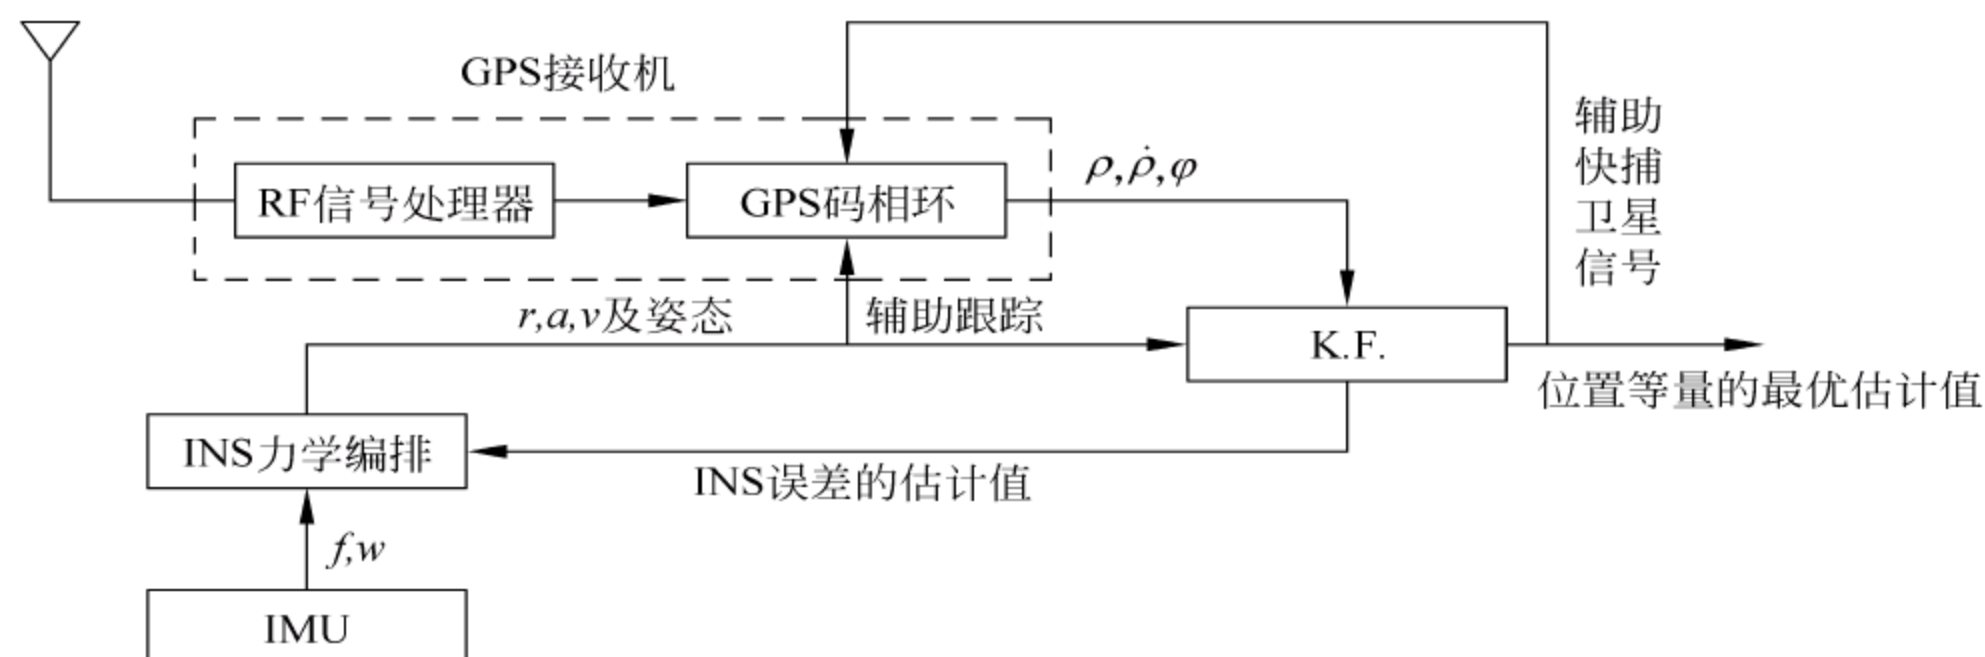 GPS接收机
RF信号处理器
GPS码相环
ρ,ρ̇,φ
辅助
快捕
卫星
信号
r,a,v及姿态
辅助跟踪
K.F.
位置等量的最优估计值
INS力学编排
INS误差的估计值
f,w
IMU